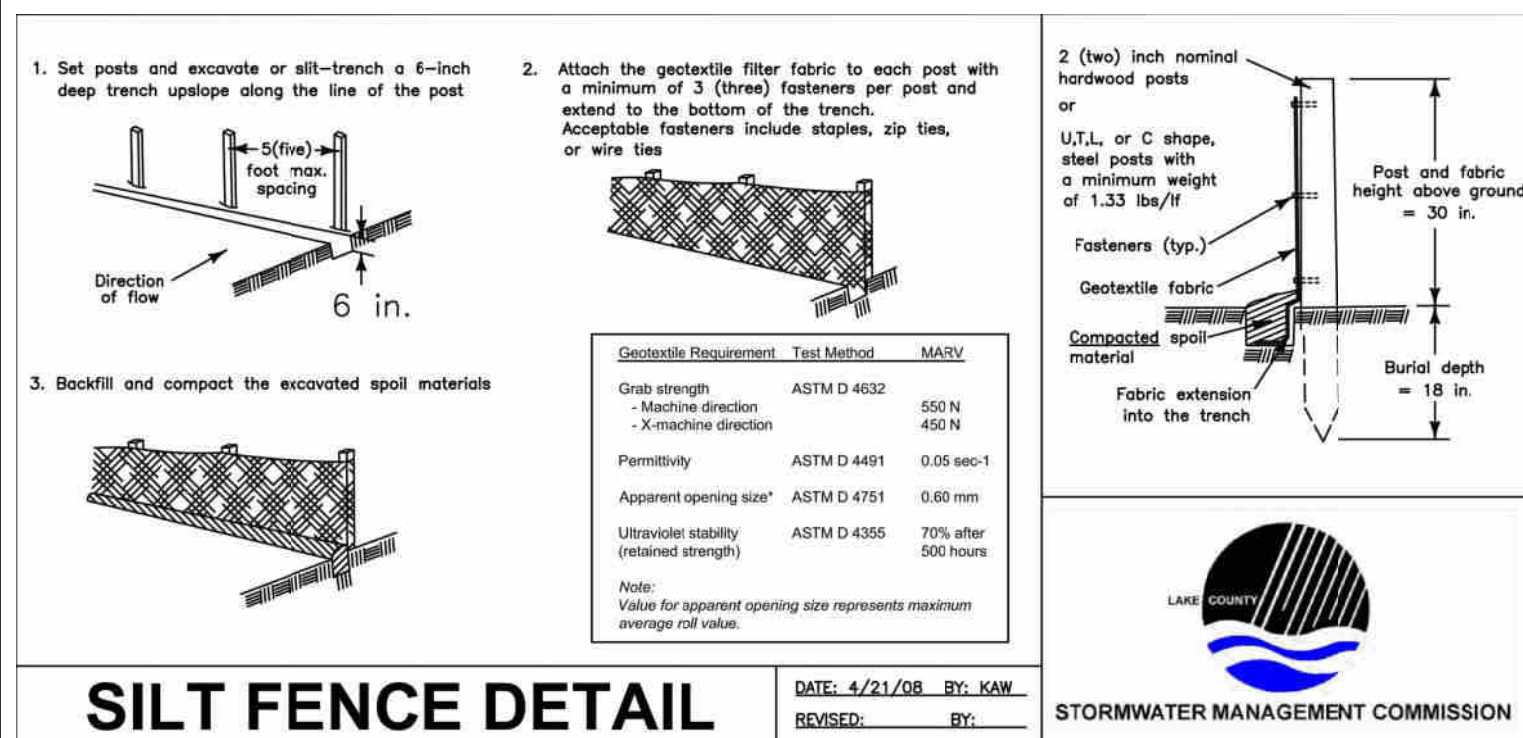 1. Set posts and excavate or slit-trench a 6-inch
deep trench upslope along the line of the post
5(five)
foot max.
spacing
Direction
of flow
6 in.
2. Attach the geotextile filter fabric to each post with
a minimum of 3 (three) fasteners per post and
extend to the bottom of the trench.
Acceptable fasteners include staples, zip ties,
or wire ties
3. Backfill and compact the excavated spoil materials
Geotextile Requirement Test Method MARV
Grab strength ASTM D 4632
- Machine direction 550 N
- X-machine direction 450 N
Permittivity ASTM D 4491 0.05 sec-1
Apparent opening size* ASTM D 4751 0.60 mm
Ultraviolet stability ASTM D 4355 70% after
(retained strength) 500 hours
Note:
Value for apparent opening size represents maximum
average roll value.
2 (two) inch nominal
hardwood posts
or
U,T,L, or C shape,
steel posts with
a minimum weight
of 1.33 lbs/lf
Fasteners (typ.)
Geotextile fabric
Compacted spoil
material
Fabric extension
into the trench
Post and fabric
height above ground
= 30 in.
Burial depth
= 18 in.
SILT FENCE DETAIL
DATE: 4/21/08 BY: KAW
REVISED: BY:
LAKE COUNTY
STORMWATER MANAGEMENT COMMISSION